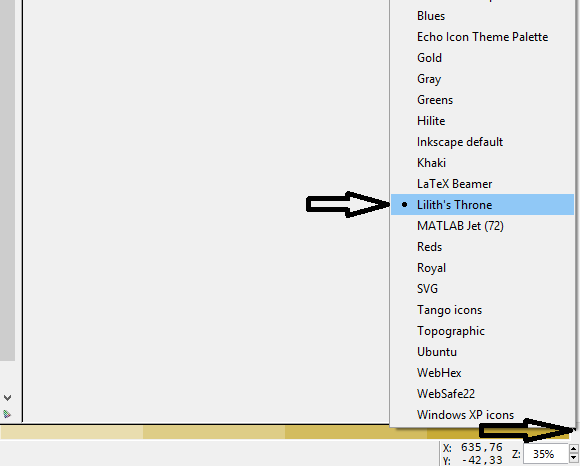 Blues
Echo Icon Theme Palette
Gold
Gray
Greens
Hilite
Inkscape default
Khaki
LaTeX Beamer
Lilith's Throne
MATLAB Jet (72)
Reds
Royal
SVG
Tango icons
Topographic
Ubuntu
WebHex
WebSafe22
Windows XP icons
X: 635,76 Z: 35%
Y: -42,33